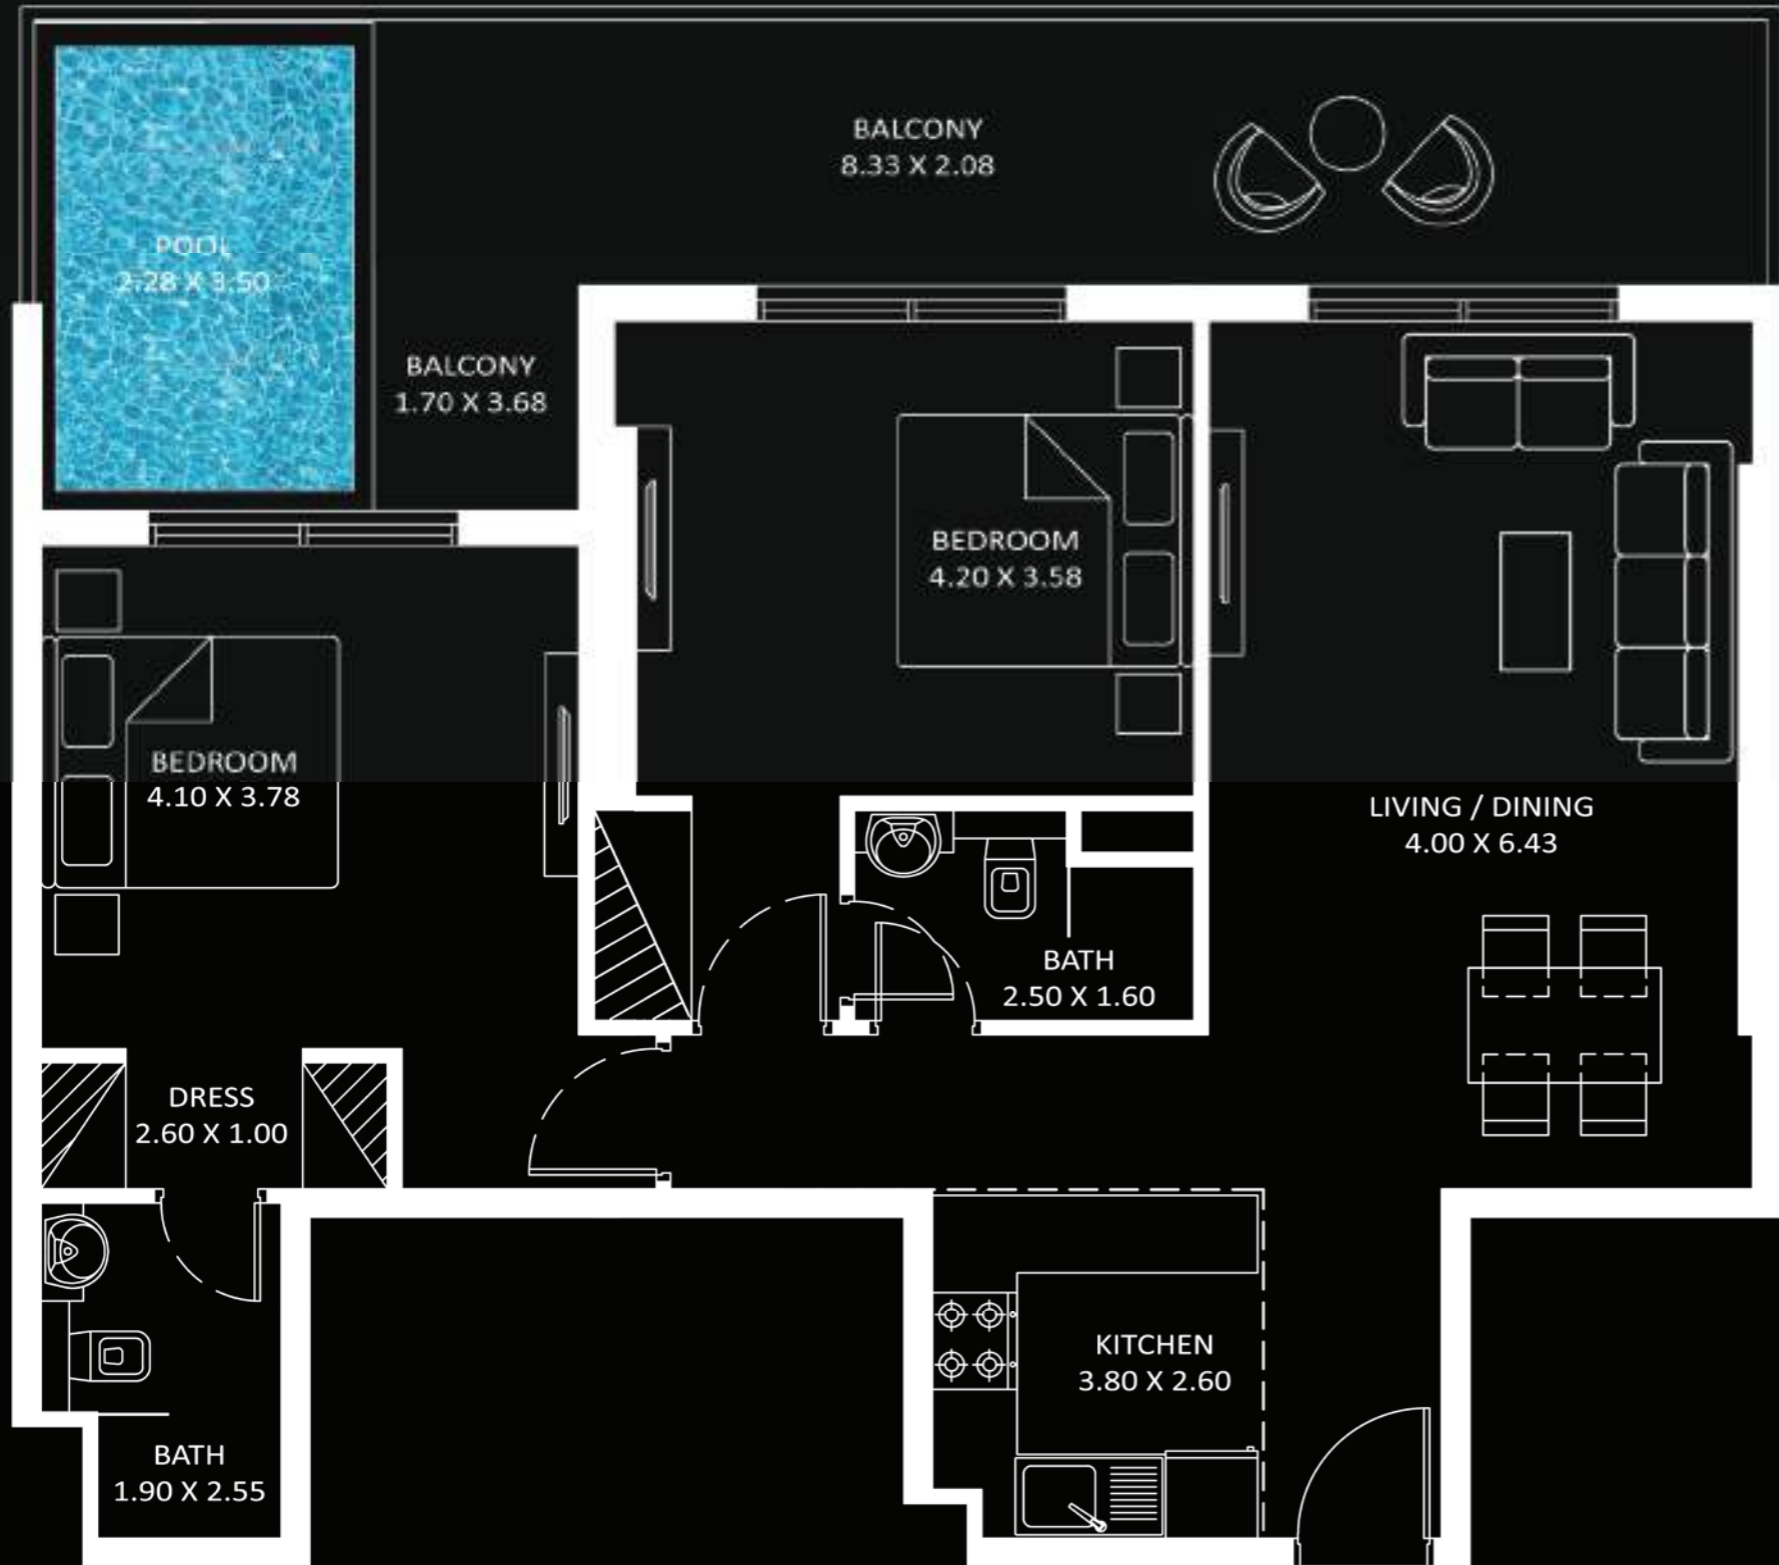 BALCONY
8.33 X 2.08
POOL
2.28 X 3.50
BALCONY
1.70 X 3.68
BEDROOM
4.20 X 3.58
BEDROOM
4.10 X 3.78
LIVING / DINING
4.00 X 6.43
BATH
2.50 X 1.60
DRESS
2.60 X 1.00
KITCHEN
3.80 X 2.60
BATH
1.90 X 2.55